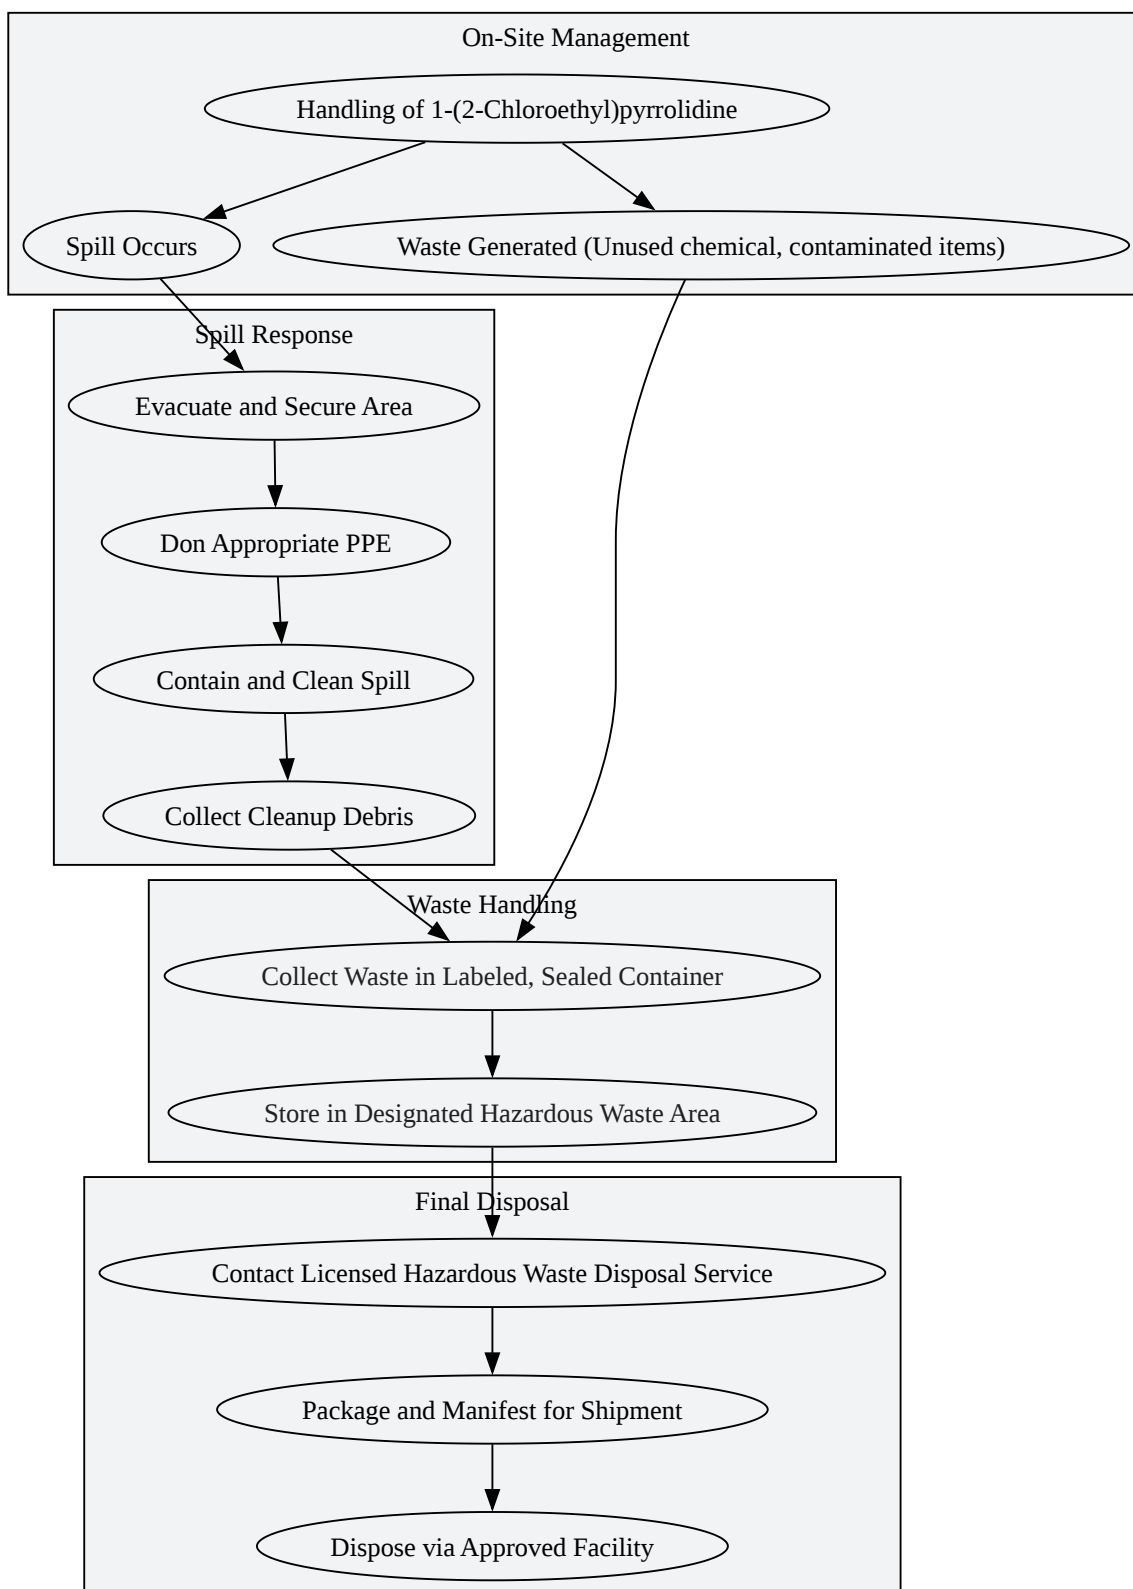 On-Site Management
Handling of 1-(2-Chloroethyl)pyrrolidine
Spill Occurs
Waste Generated (Unused chemical, contaminated items)
Spill Response
Evacuate and Secure Area
Don Appropriate PPE
Contain and Clean Spill
Collect Cleanup Debris
Waste Handling
Collect Waste in Labeled, Sealed Container
Store in Designated Hazardous Waste Area
Final Disposal
Contact Licensed Hazardous Waste Disposal Service
Package and Manifest for Shipment
Dispose via Approved Facility